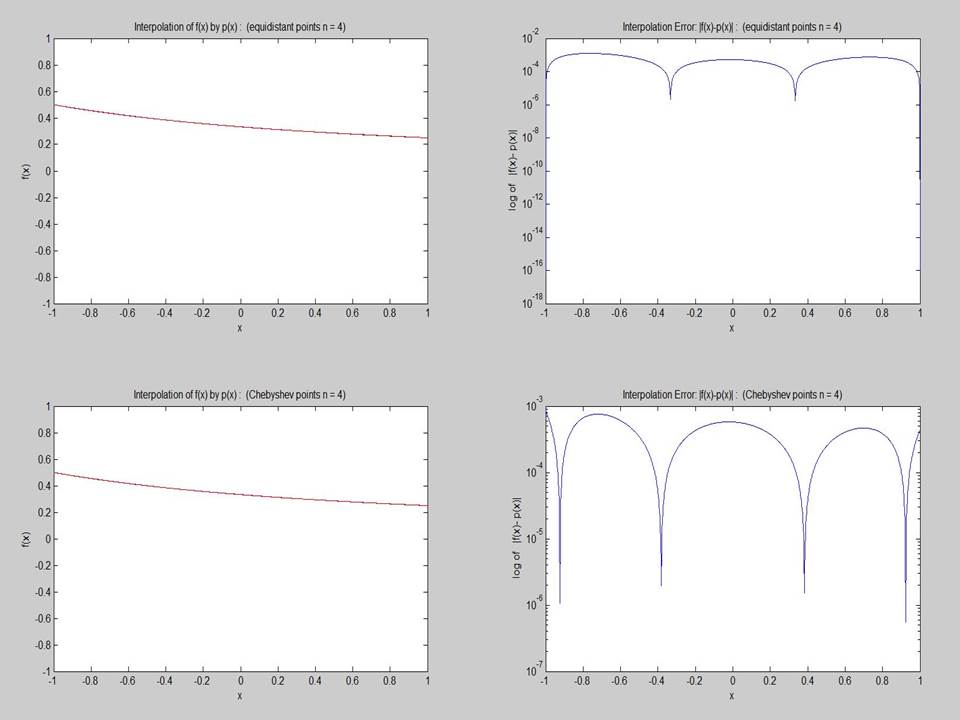 Interpolation of f(x) by p(x) : (equidistant points n = 4)
1
0.8
0.6
0.4
0.2
0
-0.2
-0.4
-0.6
-0.8
-1
f(x)
-1 -0.8 -0.6 -0.4 -0.2 0 0.2 0.4 0.6 0.8 1
x
Interpolation Error: |f(x)-p(x)| : (equidistant points n = 4)
10^-2
10^-4
10^-6
10^-8
10^-10
10^-12
10^-14
10^-16
10^-18
log of |f(x)- p(x)|
-1 -0.8 -0.6 -0.4 -0.2 0 0.2 0.4 0.6 0.8 1
x
Interpolation of f(x) by p(x) : (Chebyshev points n = 4)
1
0.8
0.6
0.4
0.2
0
-0.2
-0.4
-0.6
-0.8
-1
f(x)
-1 -0.8 -0.6 -0.4 -0.2 0 0.2 0.4 0.6 0.8 1
x
Interpolation Error: |f(x)-p(x)| : (Chebyshev points n = 4)
10^-3
10^-4
10^-5
10^-6
10^-7
log of |f(x)- p(x)|
-1 -0.8 -0.6 -0.4 -0.2 0 0.2 0.4 0.6 0.8 1
x